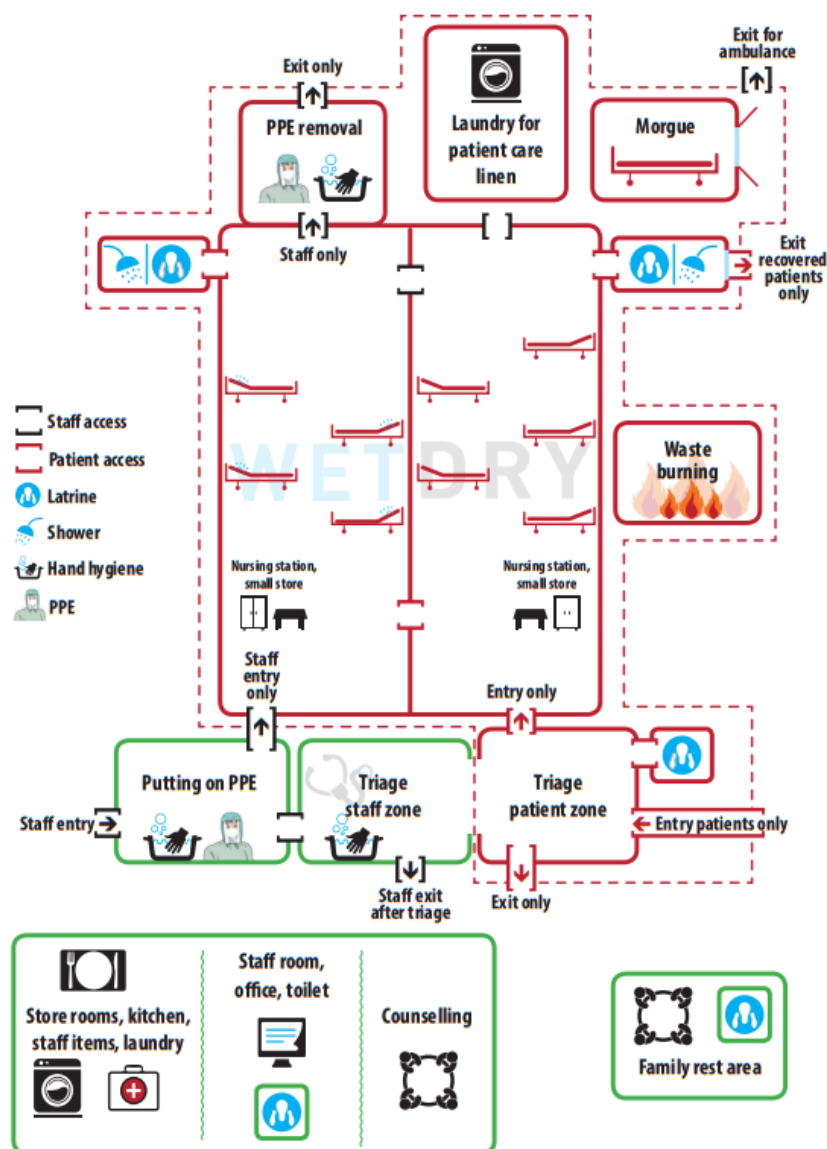 Exit for
ambulance
Exit only
PPE removal
Laundry for
patient care
linen
Morgue
Staff only
Exit
recovered
patients
only
Staff access
Patient access
Latrine
Shower
Hand hygiene
PPE
WET DRY
Waste
burning
Nursing station,
small store
Nursing station,
small store
Staff
entry
only
Entry only
Putting on PPE
Triage
staff zone
Triage
patient zone
Staff entry
Entry patients only
Staff exit
after triage
Exit only
Store rooms, kitchen,
staff items, laundry
Staff room,
office, toilet
Counselling
Family rest area